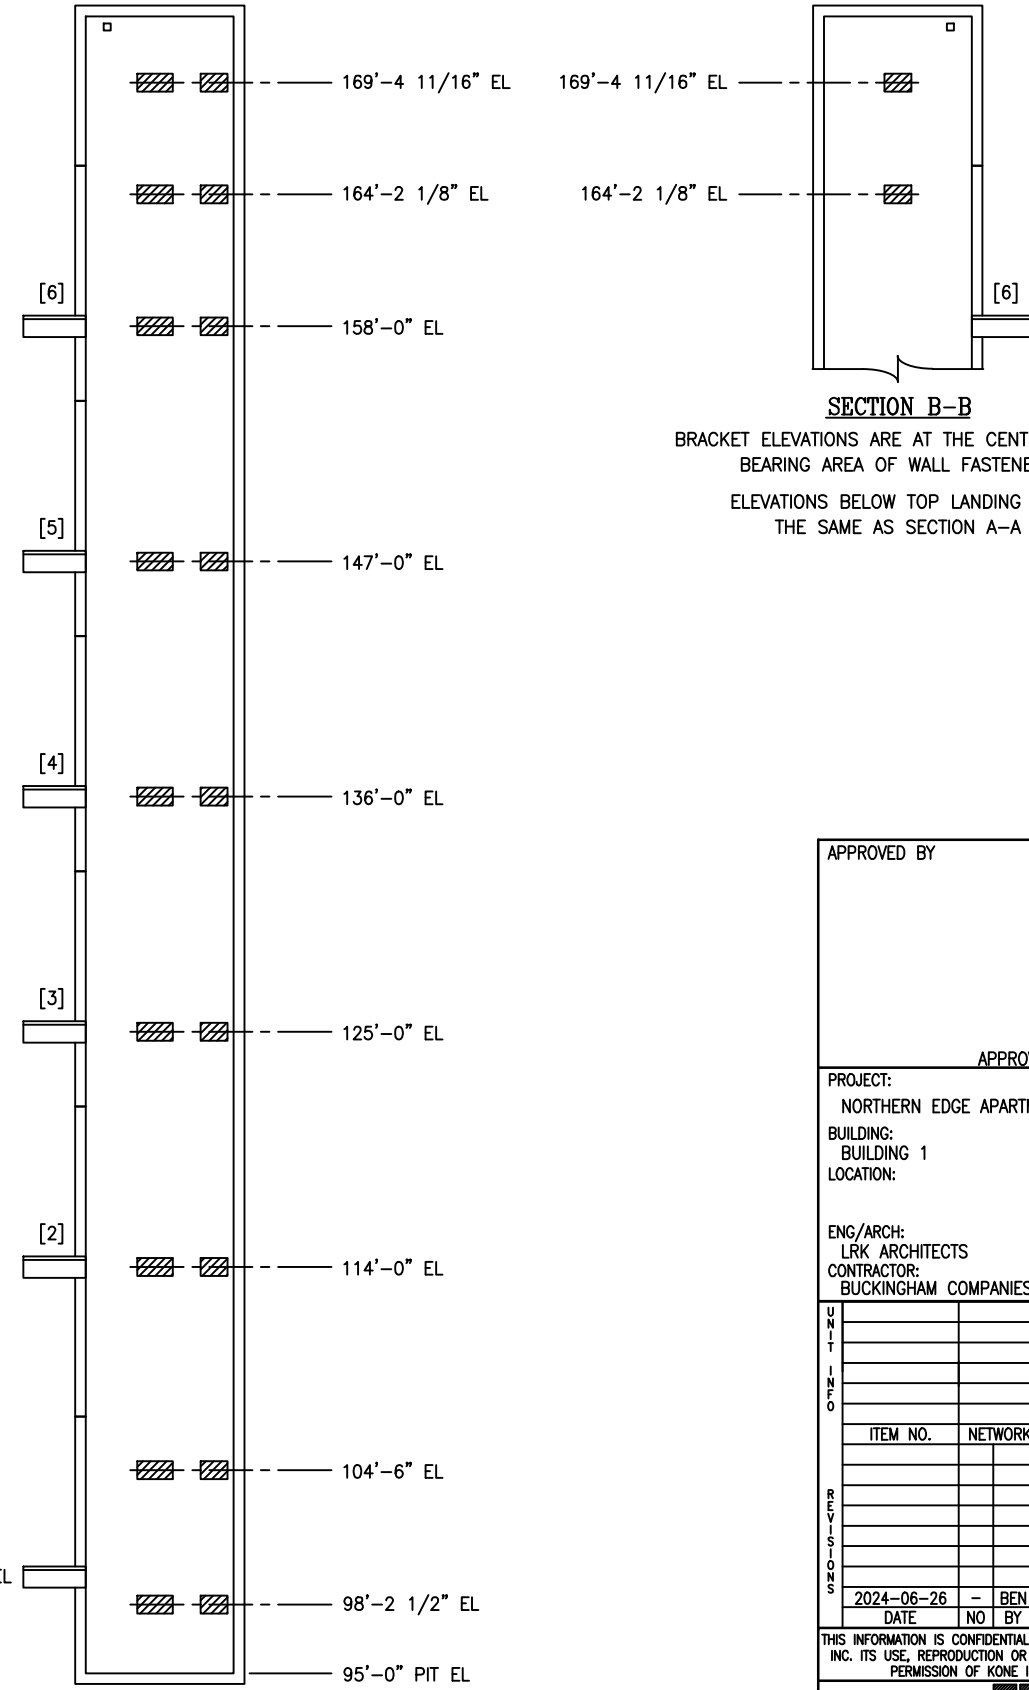 169'-4 11/16" EL
164'-2 1/8" EL
[6]
158'-0" EL
[5]
147'-0" EL
[4]
136'-0" EL
[3]
125'-0" EL
[2]
114'-0" EL
104'-6" EL
EL
98'-2 1/2" EL
95'-0" PIT EL
169'-4 11/16" EL
164'-2 1/8" EL
[6]
SECTION B-B
BRACKET ELEVATIONS ARE AT THE CENT
BEARING AREA OF WALL FASTENE
ELEVATIONS BELOW TOP LANDING
THE SAME AS SECTION A-A
APPROVED BY
APPROV
PROJECT:
NORTHERN EDGE APARTM
BUILDING:
BUILDING 1
LOCATION:
ENG/ARCH:
LRK ARCHITECTS
CONTRACTOR:
BUCKINGHAM COMPANIES
UNIT INFO
ITEM NO. NETWORK
REVISIONS
2024-06-26 - BEN
DATE NO BY
THIS INFORMATION IS CONFIDENTIAL
INC. ITS USE, REPRODUCTION OR
PERMISSION OF KONE I